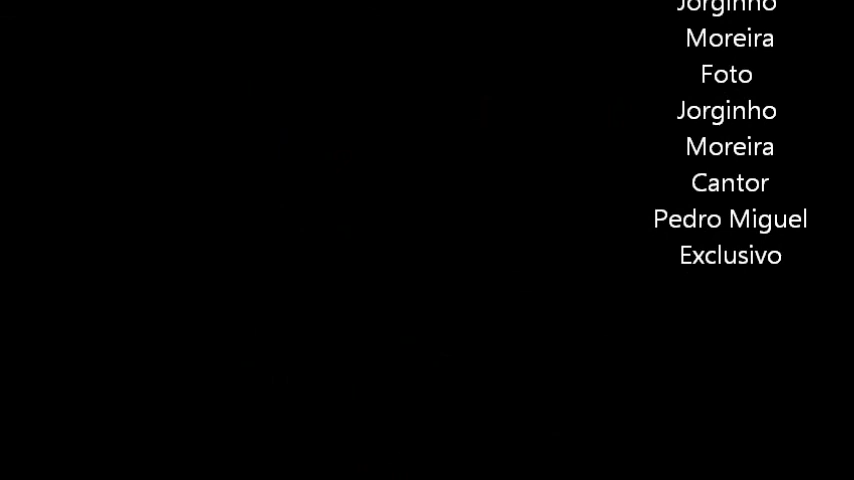 Jorginho
Moreira
Foto
Jorginho
Moreira
Cantor
Pedro Miguel
Exclusivo